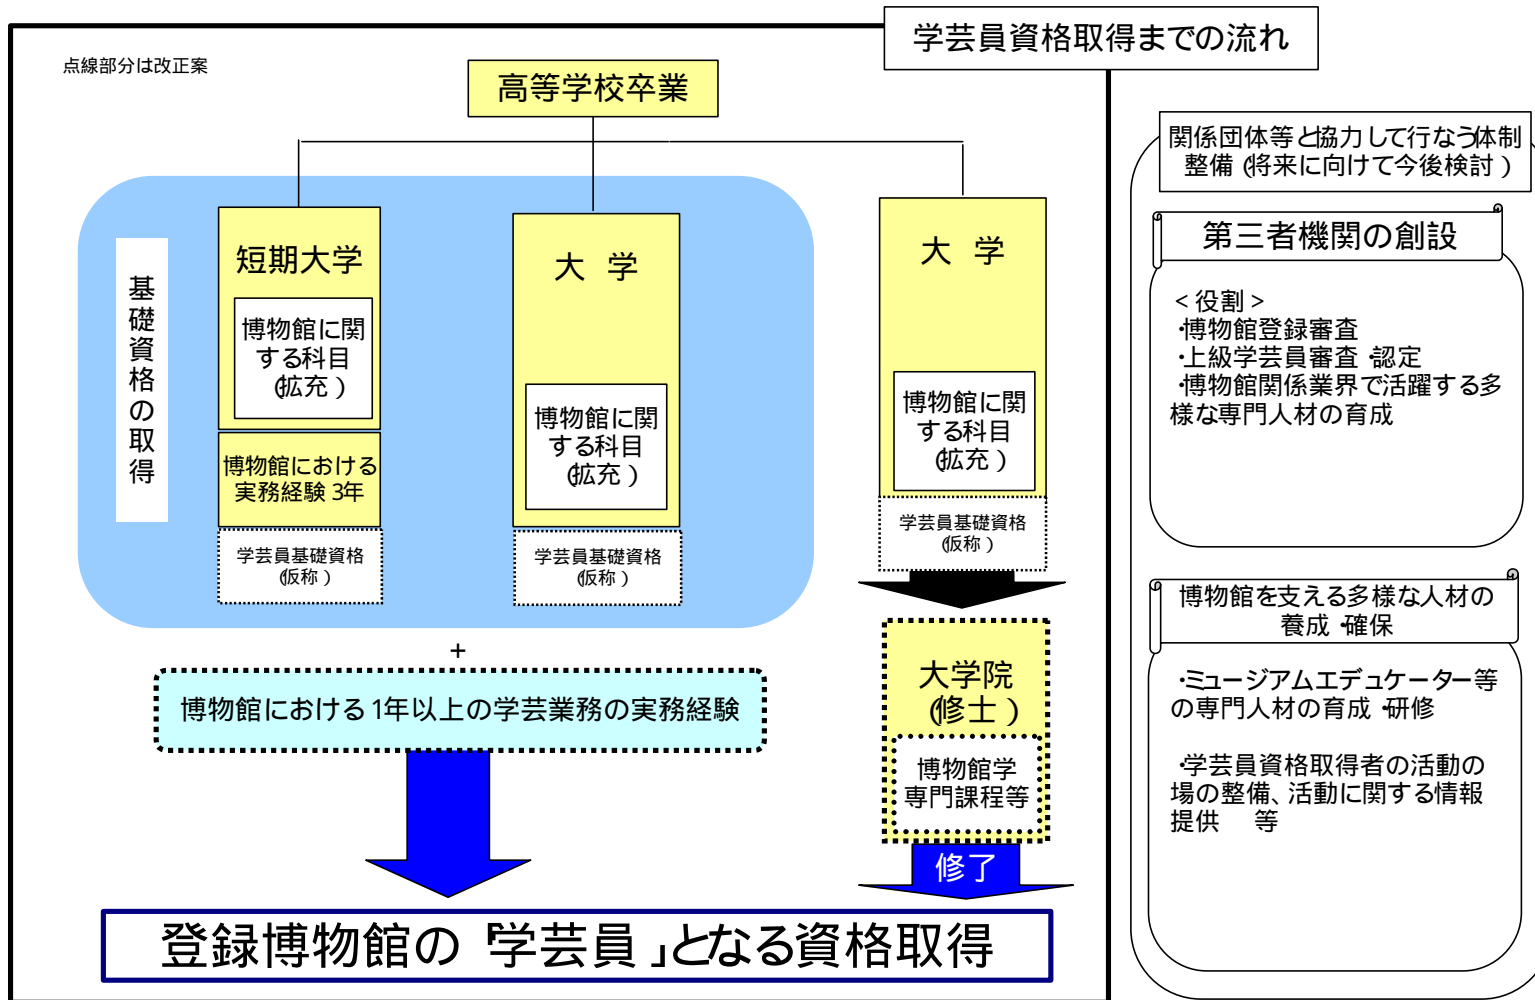 学芸員資格取得までの流れ
点線部分は改正案
高等学校卒業
基礎資格の取得
短期大学
博物館に関
する科目
(拡充)
博物館における
実務経験3年
学芸員基礎資格
(仮称)
大 学
博物館に関
する科目
(拡充)
学芸員基礎資格
(仮称)
大 学
博物館に関
する科目
(拡充)
学芸員基礎資格
(仮称)
+
博物館における1年以上の学芸業務の実務経験
大学院
(修士)
博物館学
専門課程等
修了
登録博物館の「学芸員」となる資格取得
関係団体等と協力して行なう体制
整備(将来に向けて今後検討)
第三者機関の創設
<役割>
・博物館登録審査
・上級学芸員審査・認定
・博物館関係業界で活躍する多
様な専門人材の育成
博物館を支える多様な人材の
養成・確保
・ミュージアムエデュケーター等
の専門人材の育成・研修
・学芸員資格取得者の活動の
場の整備、活動に関する情報
提供 等